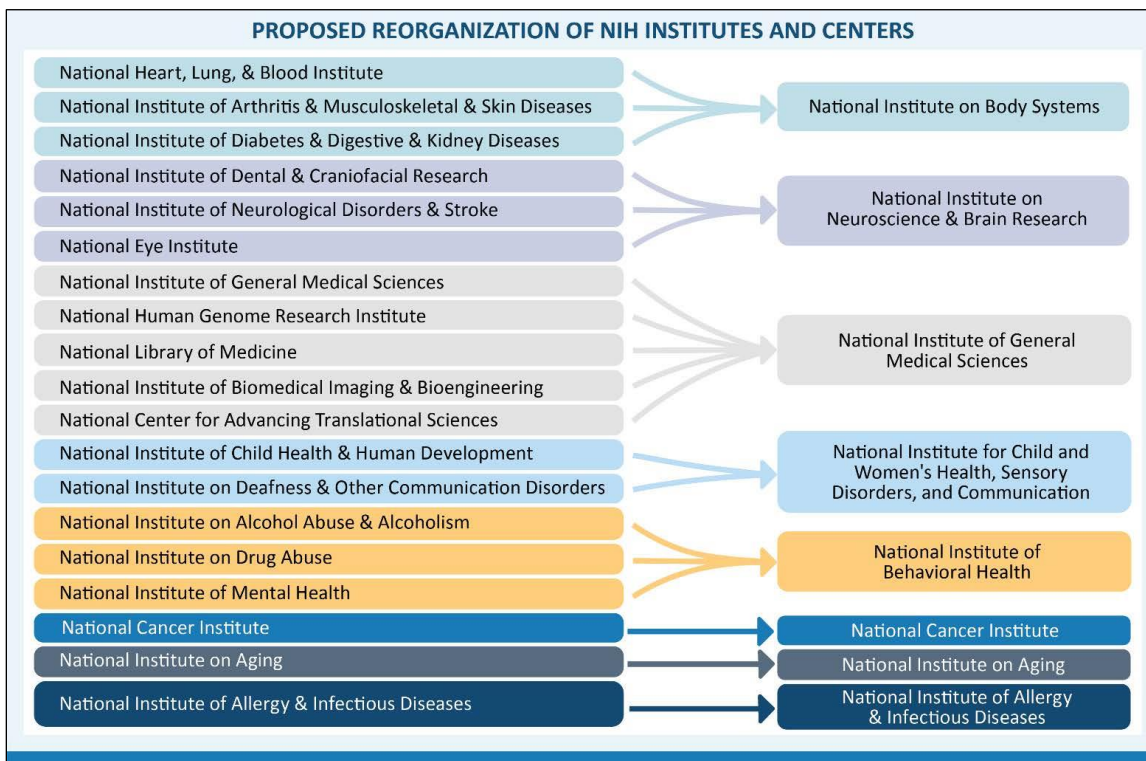 PROPOSED REORGANIZATION OF NIH INSTITUTES AND CENTERS
National Heart, Lung, & Blood Institute
National Institute of Arthritis & Musculoskeletal & Skin Diseases
National Institute of Diabetes & Digestive & Kidney Diseases
National Institute on Body Systems
National Institute of Dental & Craniofacial Research
National Institute of Neurological Disorders & Stroke
National Eye Institute
National Institute on
Neuroscience & Brain Research
National Institute of General Medical Sciences
National Human Genome Research Institute
National Library of Medicine
National Institute of Biomedical Imaging & Bioengineering
National Center for Advancing Translational Sciences
National Institute of General
Medical Sciences
National Institute of Child Health & Human Development
National Institute on Deafness & Other Communication Disorders
National Institute for Child and
Women's Health, Sensory
Disorders, and Communication
National Institute on Alcohol Abuse & Alcoholism
National Institute on Drug Abuse
National Institute of Mental Health
National Institute of
Behavioral Health
National Cancer Institute
National Cancer Institute
National Institute on Aging
National Institute on Aging
National Institute of Allergy & Infectious Diseases
National Institute of Allergy
& Infectious Diseases